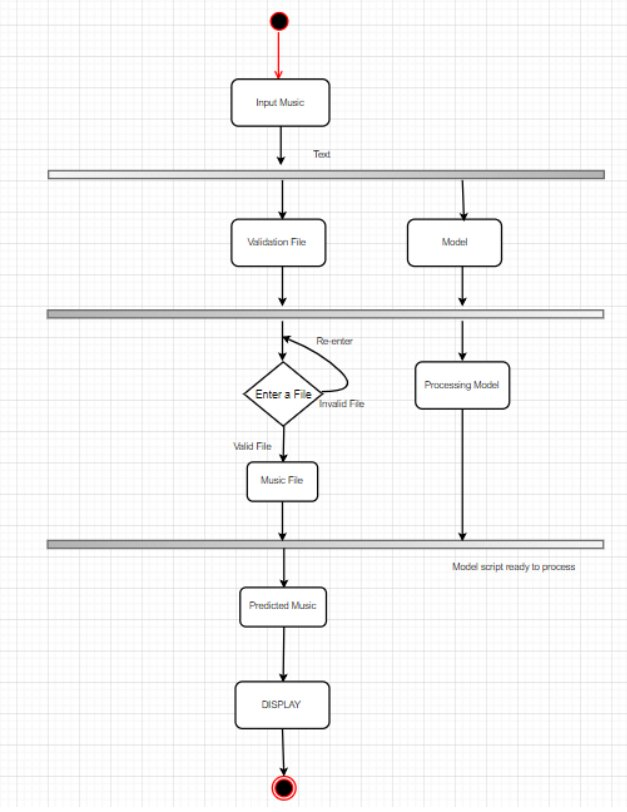 Input Music
Text
Validation File
Model
Re-enter
Processing Model
Enter a File
Invalid File
Valid File
Music File
Model script ready to process
Predicted Music
DISPLAY